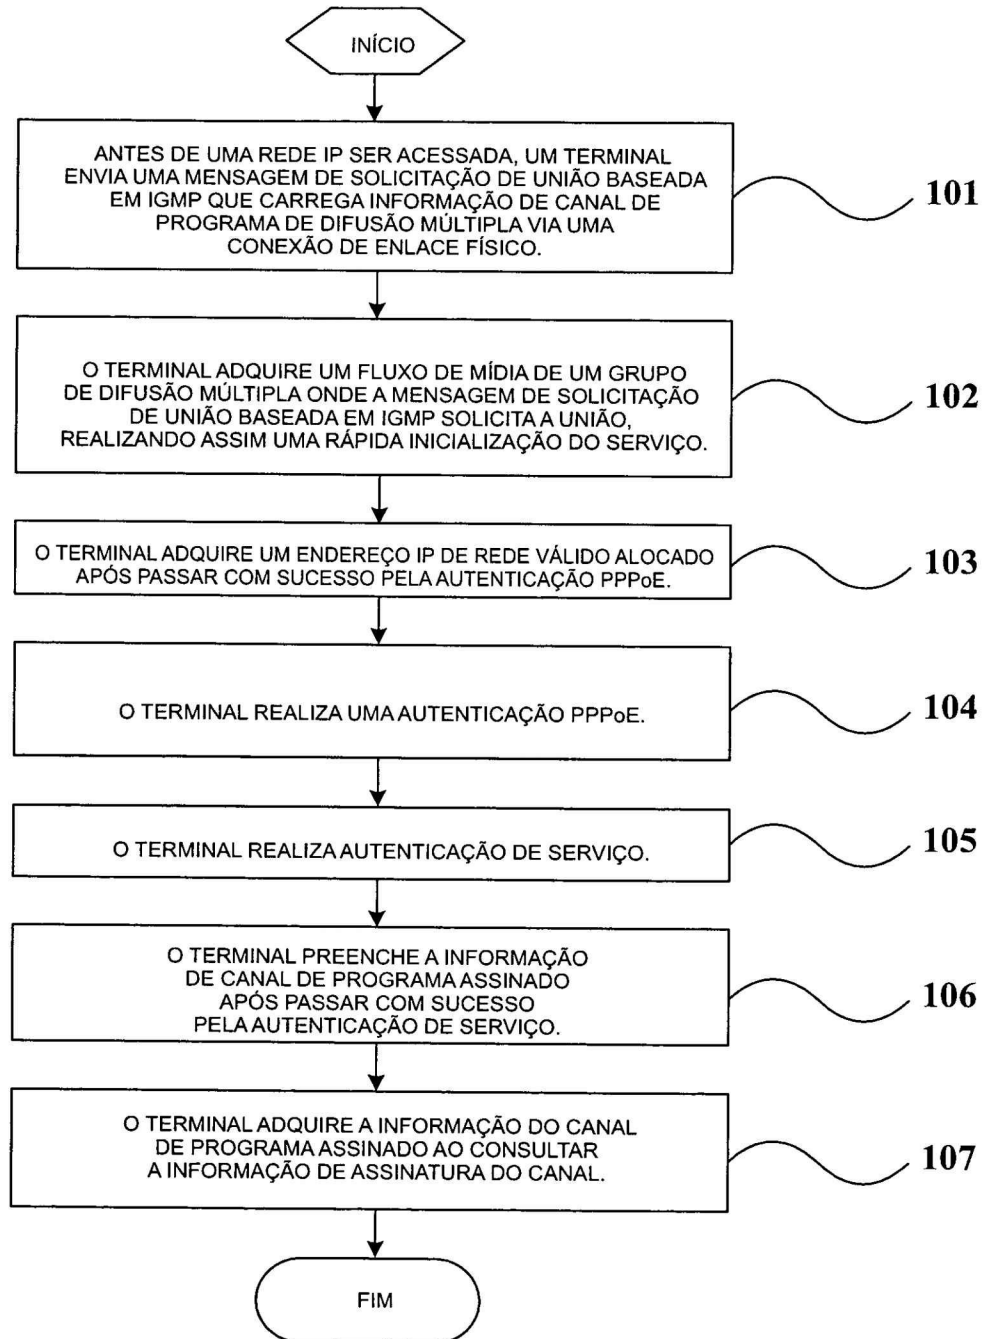 INÍCIO
ANTES DE UMA REDE IP SER ACESSADA, UM TERMINAL
ENVIA UMA MENSAGEM DE SOLICITAÇÃO DE UNIÃO BASEADA
EM IGMP QUE CARREGA INFORMAÇÃO DE CANAL DE
PROGRAMA DE DIFUSÃO MÚLTIPLA VIA UMA
CONEXÃO DE ENLACE FÍSICO.
101
O TERMINAL ADQUIRE UM FLUXO DE MÍDIA DE UM GRUPO
DE DIFUSÃO MÚLTIPLA ONDE A MENSAGEM DE SOLICITAÇÃO
DE UNIÃO BASEADA EM IGMP SOLICITA A UNIÃO,
REALIZANDO ASSIM UMA RÁPIDA INICIALIZAÇÃO DO SERVIÇO.
102
O TERMINAL ADQUIRE UM ENDEREÇO IP DE REDE VÁLIDO ALOCADO
APÓS PASSAR COM SUCESSO PELA AUTENTICAÇÃO PPPoE.
103
O TERMINAL REALIZA UMA AUTENTICAÇÃO PPPoE.
104
O TERMINAL REALIZA AUTENTICAÇÃO DE SERVIÇO.
105
O TERMINAL PREENCHE A INFORMAÇÃO
DE CANAL DE PROGRAMA ASSINADO
APÓS PASSAR COM SUCESSO
PELA AUTENTICAÇÃO DE SERVIÇO.
106
O TERMINAL ADQUIRE A INFORMAÇÃO DO CANAL
DE PROGRAMA ASSINADO AO CONSULTAR
A INFORMAÇÃO DE ASSINATURA DO CANAL.
107
FIM